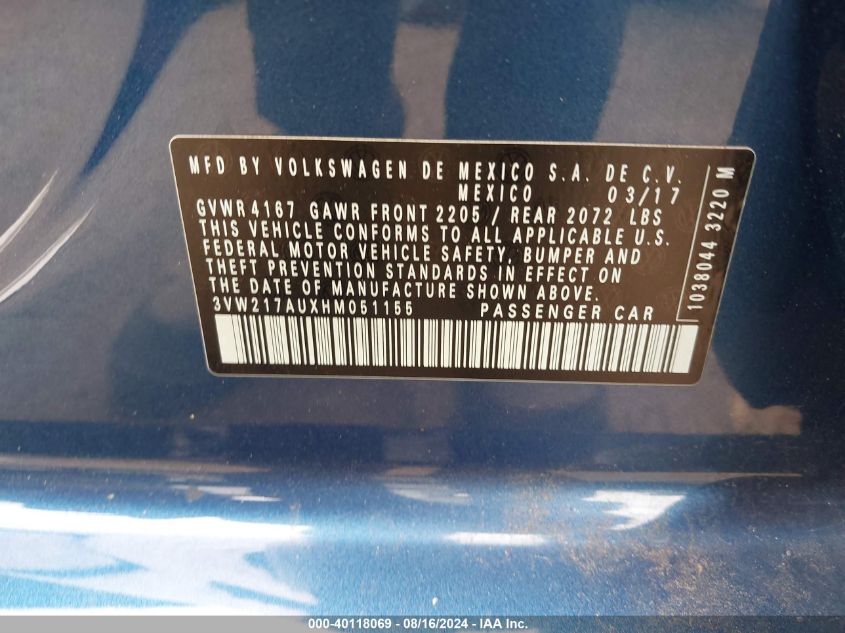 MFD BY VOLKSWAGEN DE MEXICO S.A. DE C.V.
MEXICO 03/17
GVWR 4167 GAWR FRONT 2205 / REAR 2072 LBS
THIS VEHICLE CONFORMS TO ALL APPLICABLE U.S.
FEDERAL MOTOR VEHICLE SAFETY, BUMPER AND
THEFT PREVENTION STANDARDS IN EFFECT ON
THE DATE OF MANUFACTURE SHOWN ABOVE.
3VW217AUXHM051155 PASSENGER CAR
1038044 3220 M
000-40118069 - 08/16/2024 - IAA Inc.